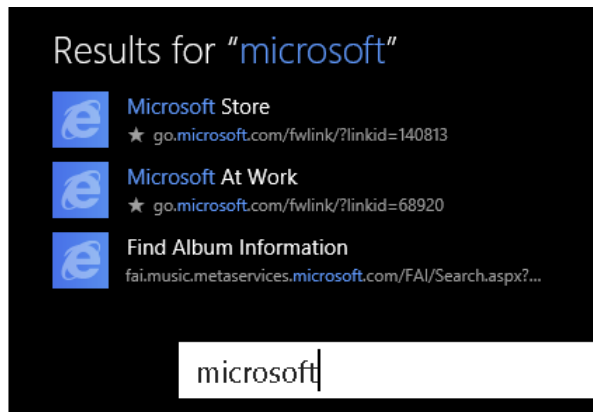 Results for “microsoft”
Microsoft Store
★ go.microsoft.com/fwlink/?linkid=140813
Microsoft At Work
★ go.microsoft.com/fwlink/?linkid=68920
Find Album Information
fai.music.metaservices.microsoft.com/FAI/Search.aspx?...
microsoft